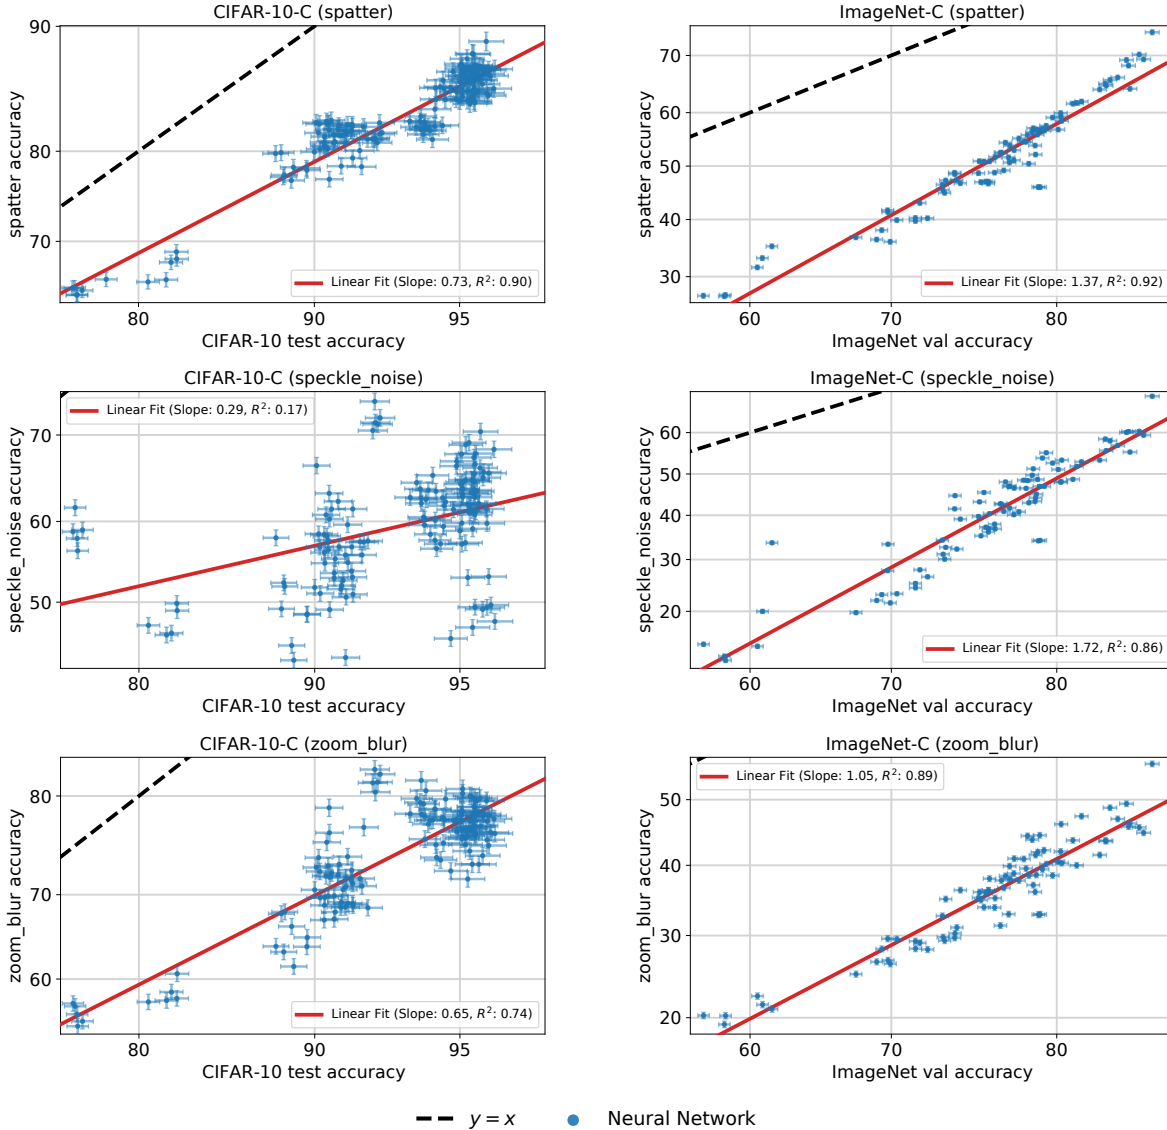 CIFAR-10-C (spatter)
spatter accuracy
90
80
70
Linear Fit (Slope: 0.73, R²: 0.90)
80 90 95
CIFAR-10 test accuracy
ImageNet-C (spatter)
spatter accuracy
70
60
50
40
30
Linear Fit (Slope: 1.37, R²: 0.92)
60 70 80
ImageNet val accuracy
CIFAR-10-C (speckle_noise)
speckle_noise accuracy
Linear Fit (Slope: 0.29, R²: 0.17)
70
60
50
80 90 95
CIFAR-10 test accuracy
ImageNet-C (speckle_noise)
speckle_noise accuracy
60
50
40
30
20
Linear Fit (Slope: 1.72, R²: 0.86)
60 70 80
ImageNet val accuracy
CIFAR-10-C (zoom_blur)
zoom_blur accuracy
80
70
60
Linear Fit (Slope: 0.65, R²: 0.74)
80 90 95
CIFAR-10 test accuracy
ImageNet-C (zoom_blur)
zoom_blur accuracy
Linear Fit (Slope: 1.05, R²: 0.89)
50
40
30
20
60 70 80
ImageNet val accuracy
y = x Neural Network